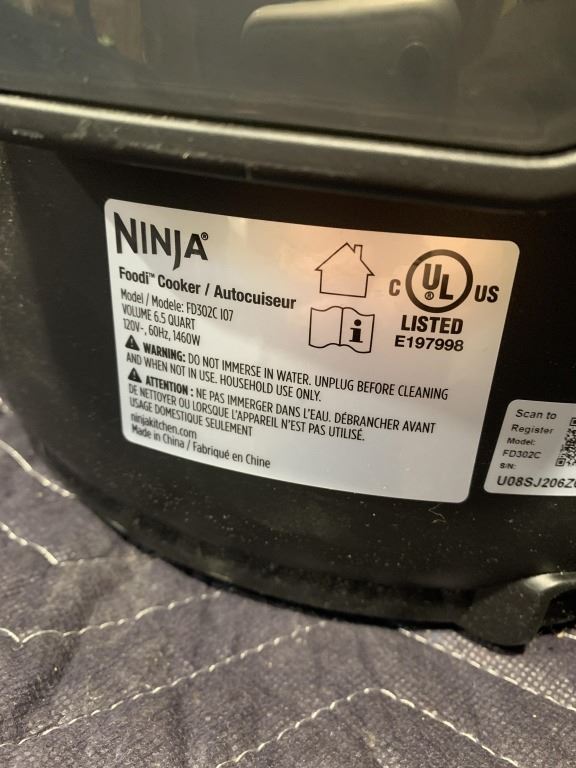 NINJA®
Foodi™ Cooker / Autocuiseur
Model / Modele: FD302C 107
VOLUME 6.5 QUART
120V~, 60Hz, 1460W
⚠ WARNING: DO NOT IMMERSE IN WATER. UNPLUG BEFORE CLEANING
AND WHEN NOT IN USE. HOUSEHOLD USE ONLY.
⚠ ATTENTION : NE PAS IMMERGER DANS L'EAU. DÉBRANCHER AVANT
DE NETTOYER OU LORSQUE L'APPAREIL N'EST PAS UTILISÉ.
USAGE DOMESTIQUE SEULEMENT
ninjakitchen.com
Made in China / Fabriqué en Chine
i
C UL® US
LISTED
E197998
Scan to
Register
Model:
FD302C
S/N:
U08SJ206Z